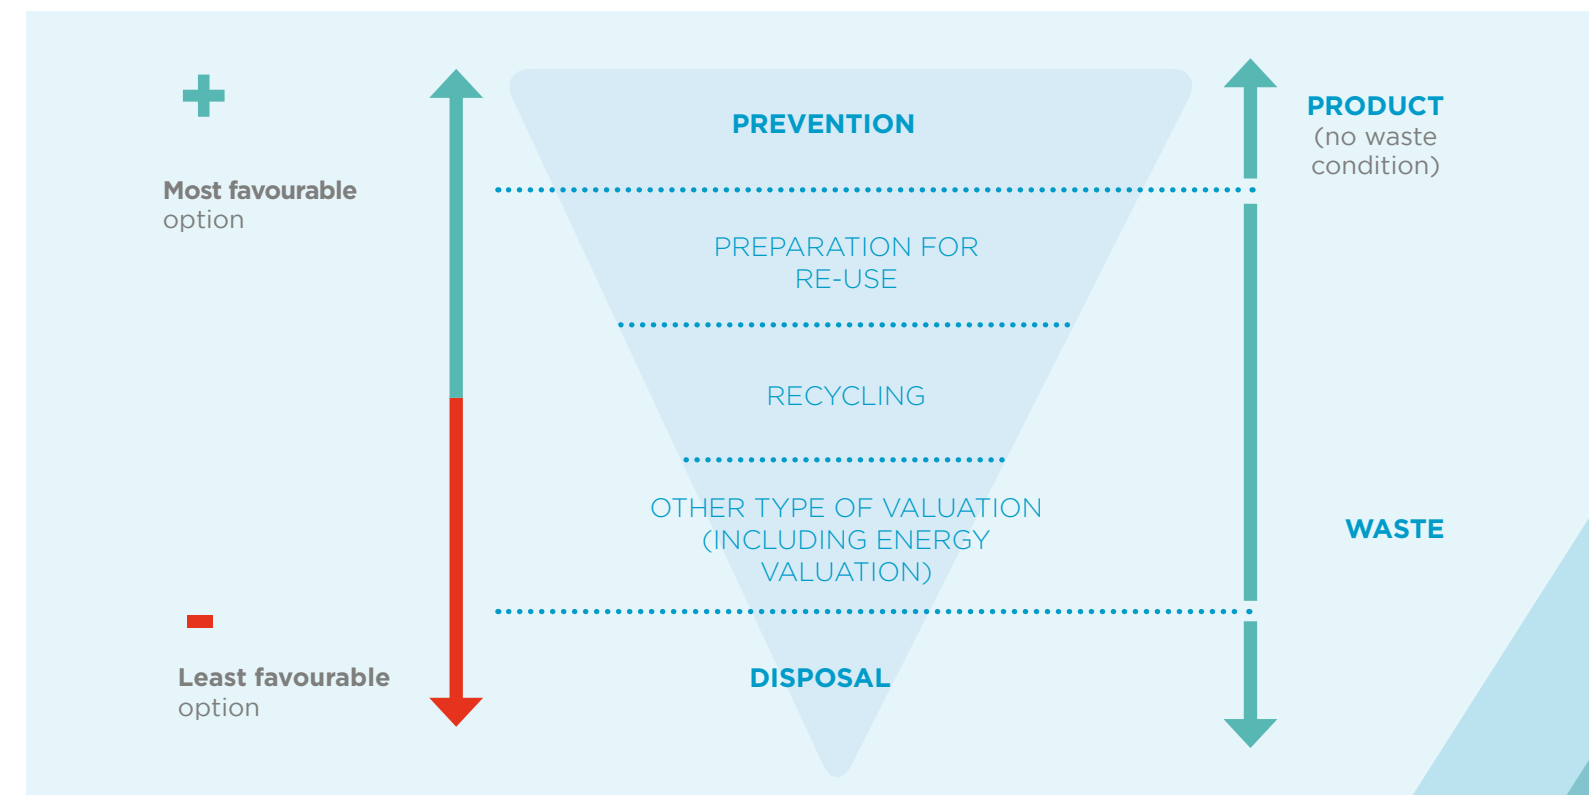 +
Most favourable
option
PREVENTION
PREPARATION FOR
RE-USE
RECYCLING
OTHER TYPE OF VALUATION
(INCLUDING ENERGY
VALUATION)
DISPOSAL
-
Least favourable
option
PRODUCT
(no waste
condition)
WASTE